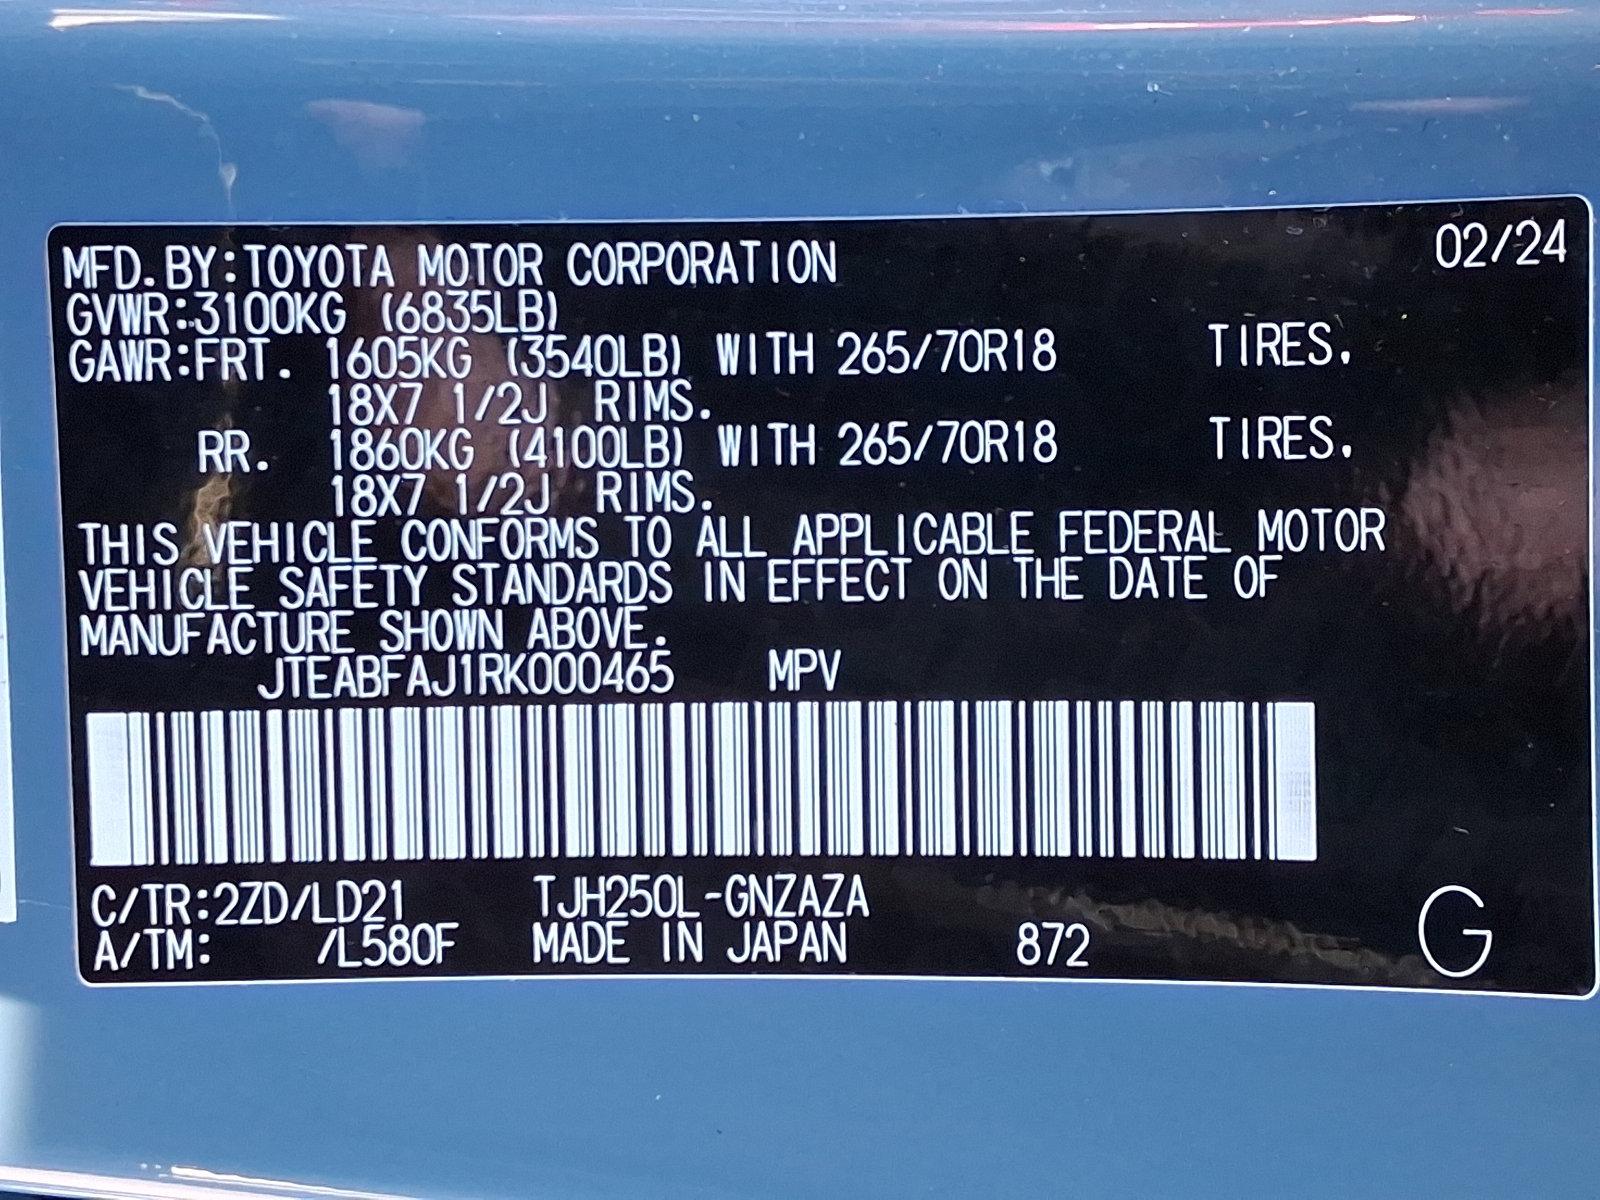 MFD.BY:TOYOTA MOTOR CORPORATION 02/24
GVWR:3100KG (6835LB)
GAWR:FRT. 1605KG (3540LB) WITH 265/70R18 TIRES.
18X7 1/2J RIMS.
RR. 1860KG (4100LB) WITH 265/70R18 TIRES.
18X7 1/2J RIMS.
THIS VEHICLE CONFORMS TO ALL APPLICABLE FEDERAL MOTOR
VEHICLE SAFETY STANDARDS IN EFFECT ON THE DATE OF
MANUFACTURE SHOWN ABOVE.
JTEABFAJ1RK000465 MPV
C/TR:2ZD/LD21 TJH250L-GNZAZA
A/TM: /L580F MADE IN JAPAN 872 G